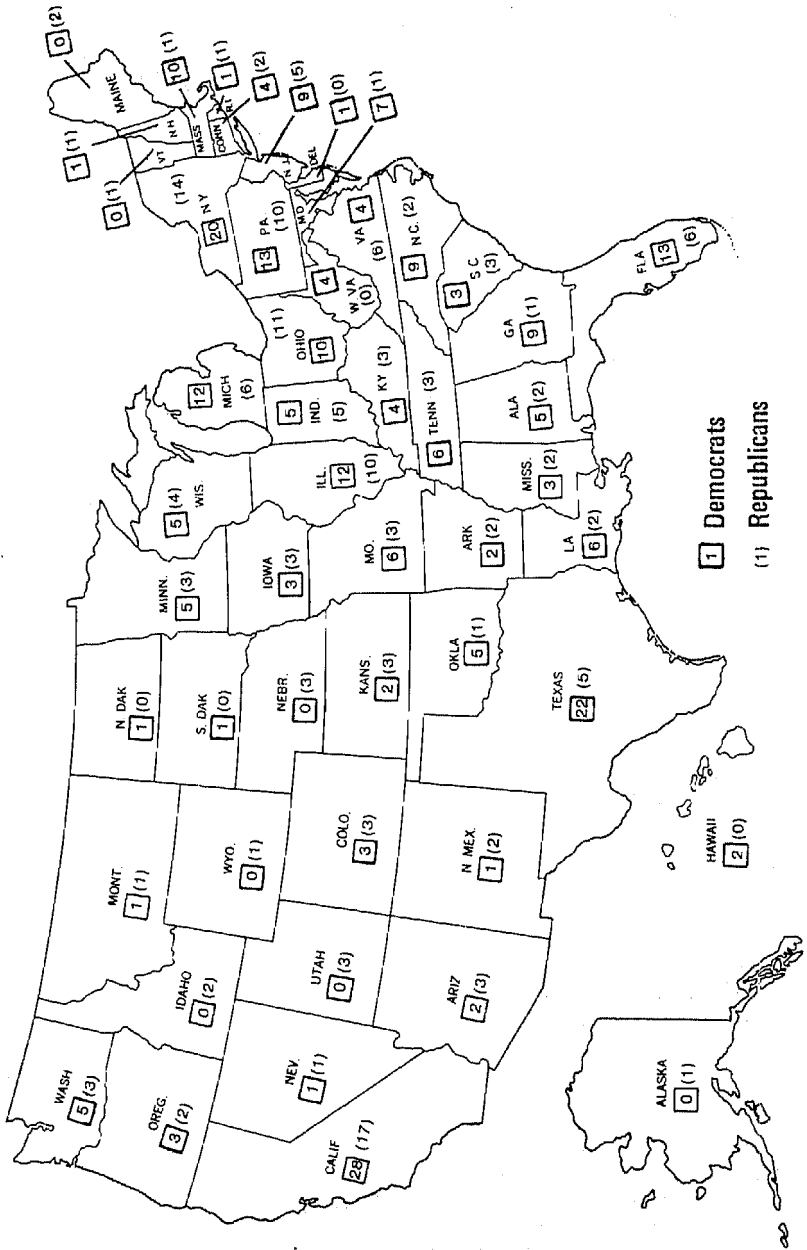 WASH
5 (3)
OREG.
3 (2)
CALIF
28 (17)
NEV.
1 (1)
IDAHO
0 (2)
MONT.
1 (1)
WYO.
0 (1)
UTAH
0 (3)
ARIZ
2 (3)
COLO.
3 (3)
N MEX.
1 (2)
N DAK
1 (0)
S. DAK
1 (0)
NEBR.
0 (3)
KANS.
2 (3)
OKLA
5 (1)
TEXAS
22 (5)
MINN.
5 (3)
IOWA
3 (3)
MO.
6 (3)
ARK
2 (2)
LA
6 (2)
5 (4)
WIS.
ILL.
12
(10)
12
MICH
(6)
5
IND.
(5)
(11)
OHIO
10
KY (3)
4
TENN (3)
6
MISS.
3 (2)
ALA
5 (2)
GA
9 (1)
FLA
13
(6)
3
S C
(3)
N.C. (2)
9
VA 4
(6)
4
W VA
(0)
13 PA.
(10)
(14)
20 NY
0 (1)
VT
1 (1)
N H
0 (2)
MAINE
10 (1)
MASS
1 (1)
R I
4 (2)
CONN
9 (5)
N J
1 (0)
DEL
7 (1)
MD
ALASKA
0 (1)
HAWAII
2 (0)
1 Democrats
(1) Republicans